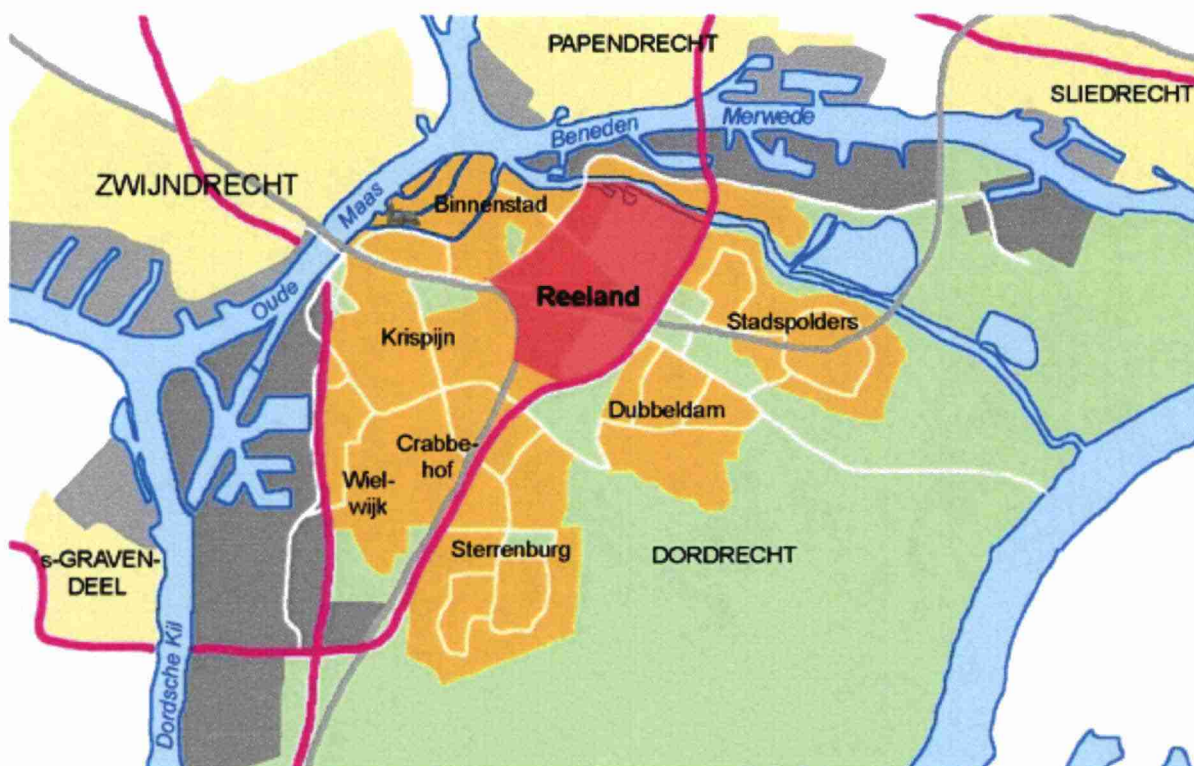 PAPENDRECHT
SLIEDRECHT
Beneden Merwede
ZWIJNDRECHT
Oude Maas
Binnenstad
Reeland
Krispijn
Stadspolders
Dubbeldam
Crabbe-
hof
Wiel-
wijk
Sterrenburg
DORDRECHT
's-GRAVEN-
DEEL
Dordsche Kil